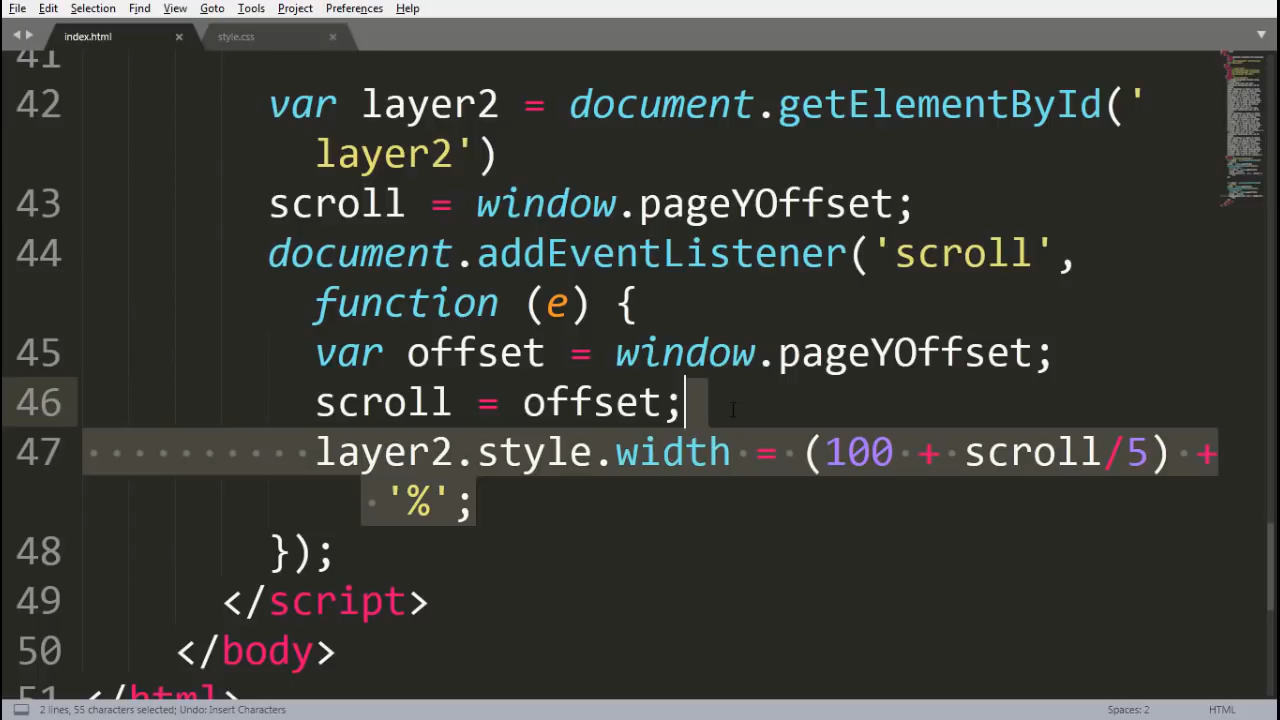 File Edit Selection Find View Goto Tools Project Preferences Help
index.html × style.css ×
41
42 var layer2 = document.getElementById('
layer2')
43 scroll = window.pageYOffset;
44 document.addEventListener('scroll',
function (e) {
45 var offset = window.pageYOffset;
46 scroll = offset;
47 layer2.style.width = (100 + scroll/5) +
'%';
48 });
49 </script>
50 </body>
51 </html>
2 lines, 55 characters selected; Undo: Insert Characters Spaces: 2 HTML